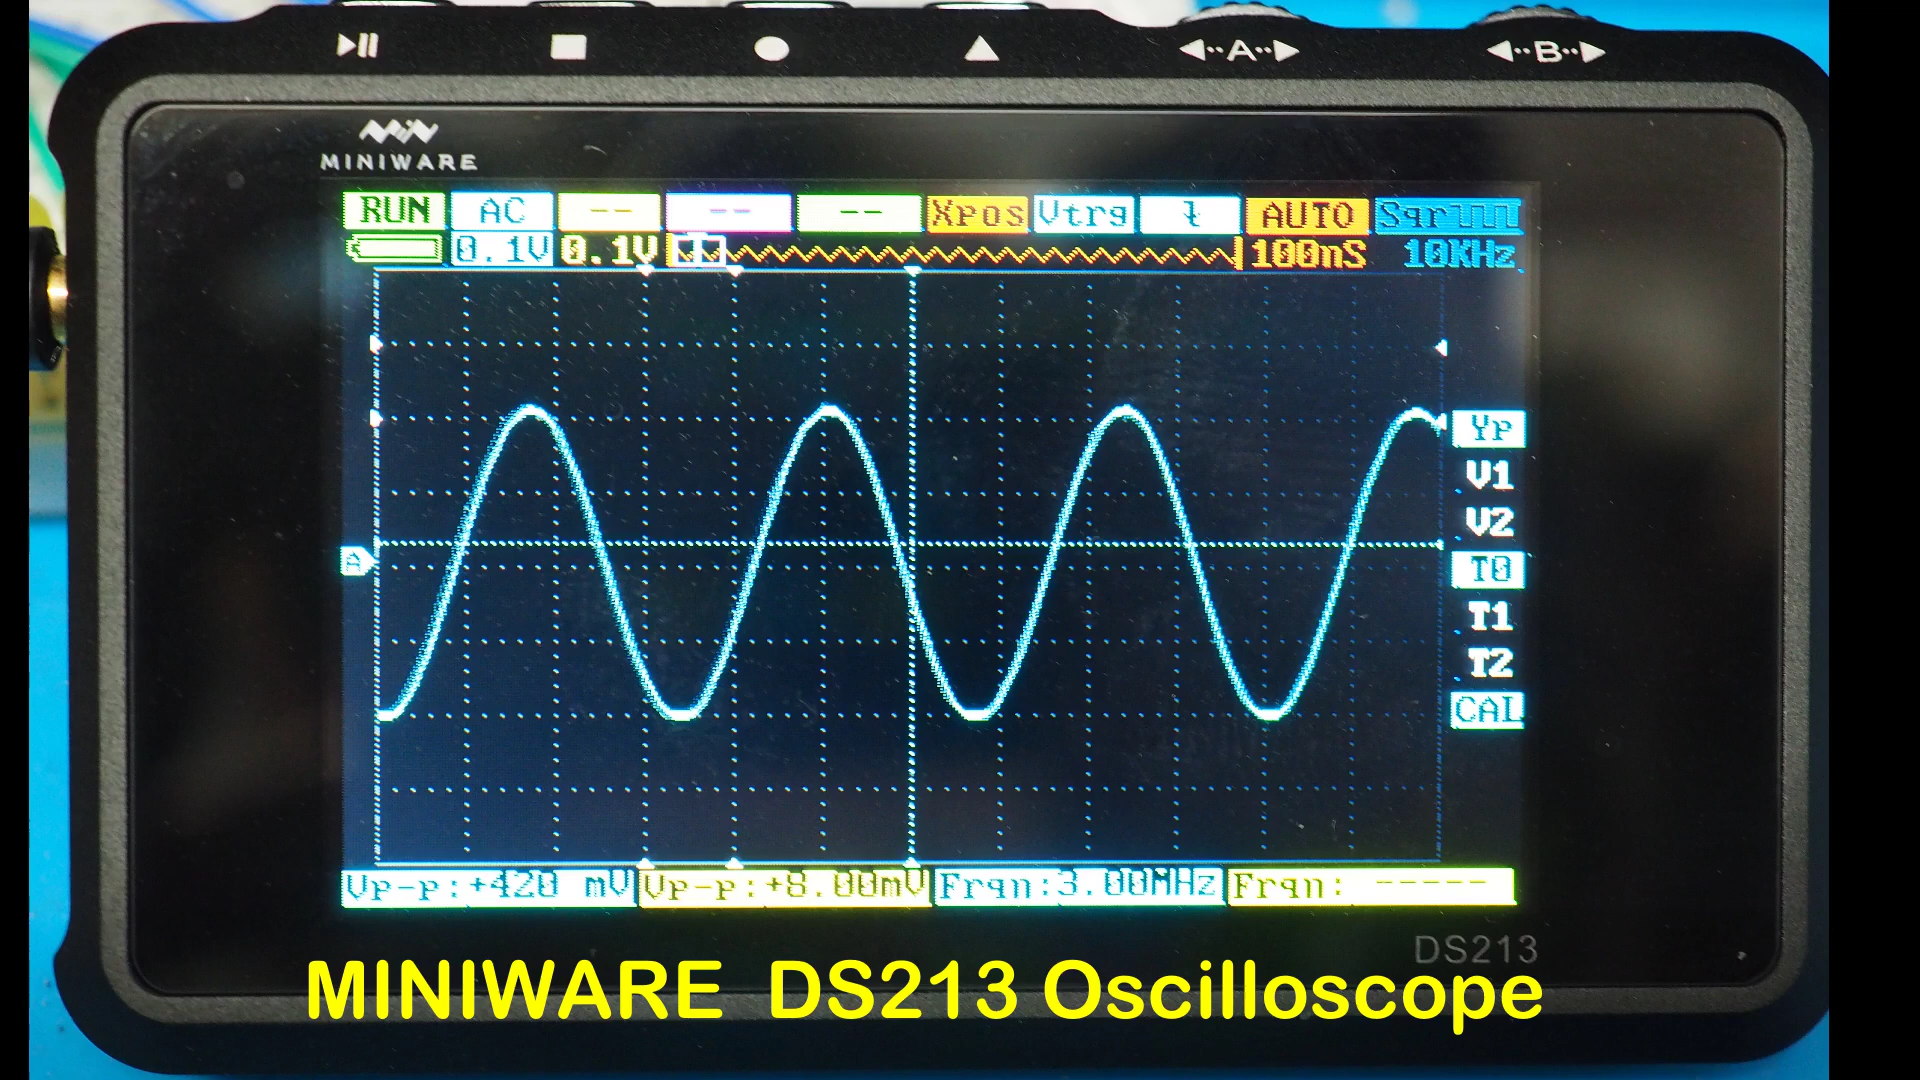 A B
MINIWARE
RUN AC -- -- -- Xpos Vtrg AUTO Sqr
0.1V 0.1V 100nS 10KHz
Yp
V1
V2
A T0
T1
T2
CAL
Vp-p:+420 mV Vp-p:+8.00mV Frqn:3.00MHz Frqn: -----
DS213
MINIWARE DS213 Oscilloscope